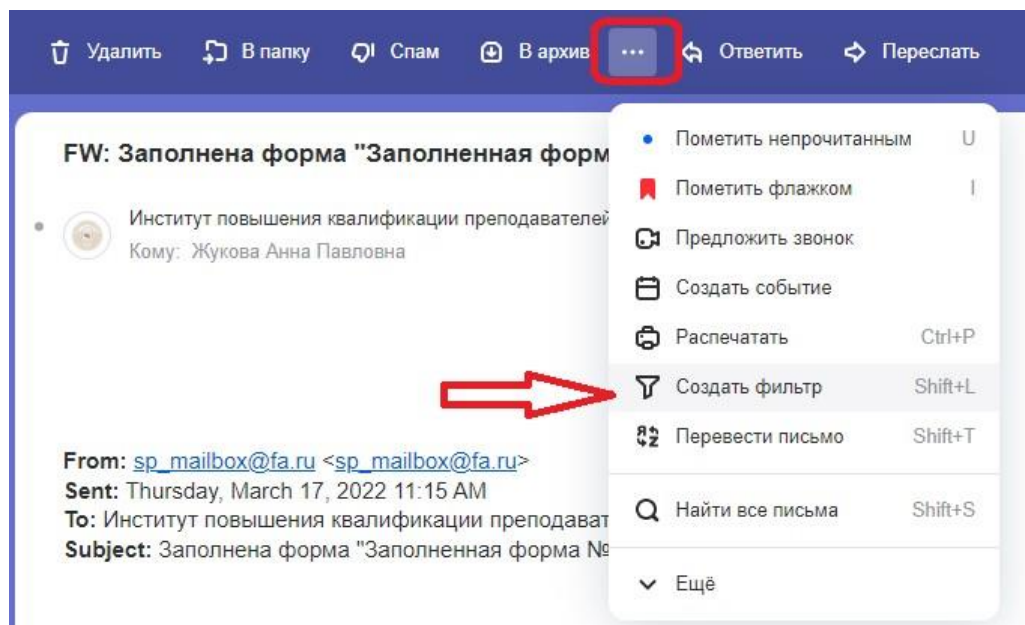 Удалить В папку Спам В архив ... Ответить Переслать
FW: Заполнена форма "Заполненная форм
Институт повышения квалификации преподавателей
Кому: Жукова Анна Павловна
From: sp_mailbox@fa.ru <sp_mailbox@fa.ru>
Sent: Thursday, March 17, 2022 11:15 AM
To: Институт повышения квалификации преподават
Subject: Заполнена форма "Заполненная форма №
Пометить непрочитанным U
Пометить флажком I
Предложить звонок
Создать событие
Распечатать Ctrl+P
Создать фильтр Shift+L
Перевести письмо Shift+T
Найти все письма Shift+S
Ещё